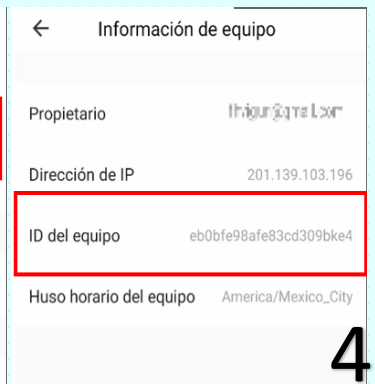 Información de equipo
Propietario
Dirección de IP 201.139.103.196
ID del equipo eb0bfe98afe83cd309bke4
Huso horario del equipo America/Mexico_City
4